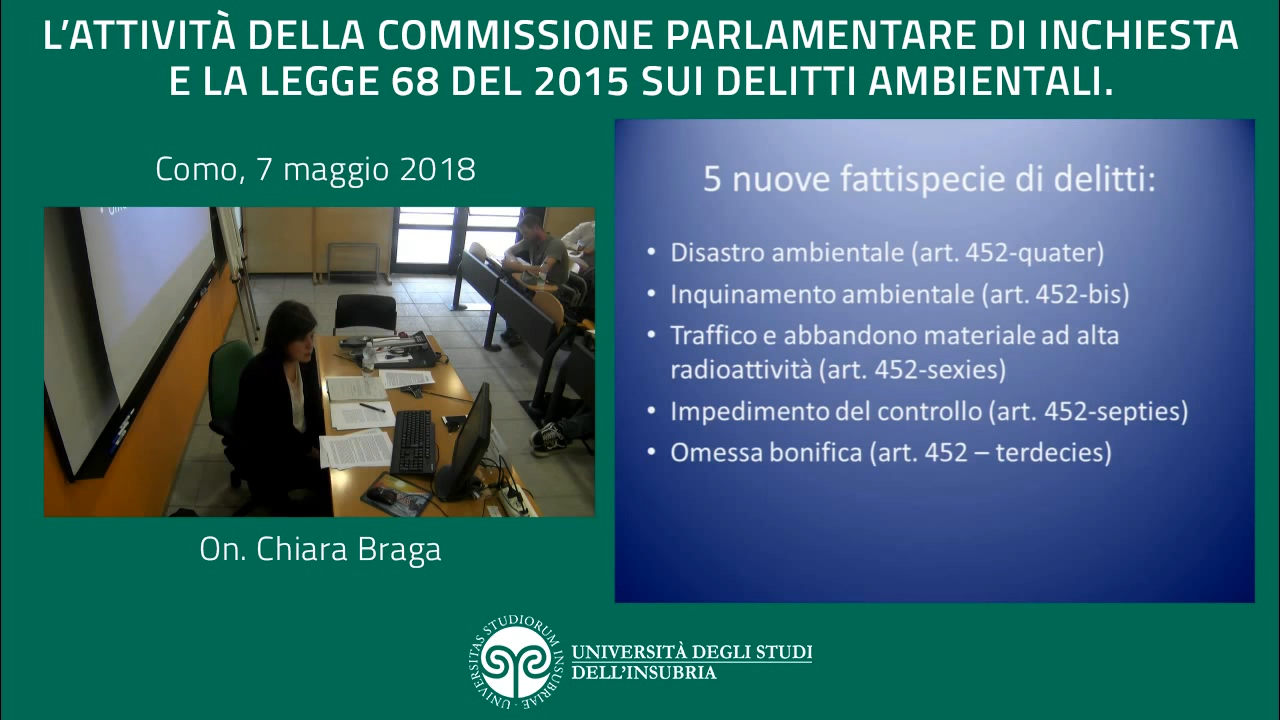 L'ATTIVITÀ DELLA COMMISSIONE PARLAMENTARE DI INCHIESTA
E LA LEGGE 68 DEL 2015 SUI DELITTI AMBIENTALI.
Como, 7 maggio 2018
On. Chiara Braga
5 nuove fattispecie di delitti:
• Disastro ambientale (art. 452-quater)
• Inquinamento ambientale (art. 452-bis)
• Traffico e abbandono materiale ad alta
radioattività (art. 452-sexies)
• Impedimento del controllo (art. 452-septies)
• Omessa bonifica (art. 452 – terdecies)
UNIVERSITAS STUDIORUM INSUBRIAE
UNIVERSITÀ DEGLI STUDI
DELL'INSUBRIA